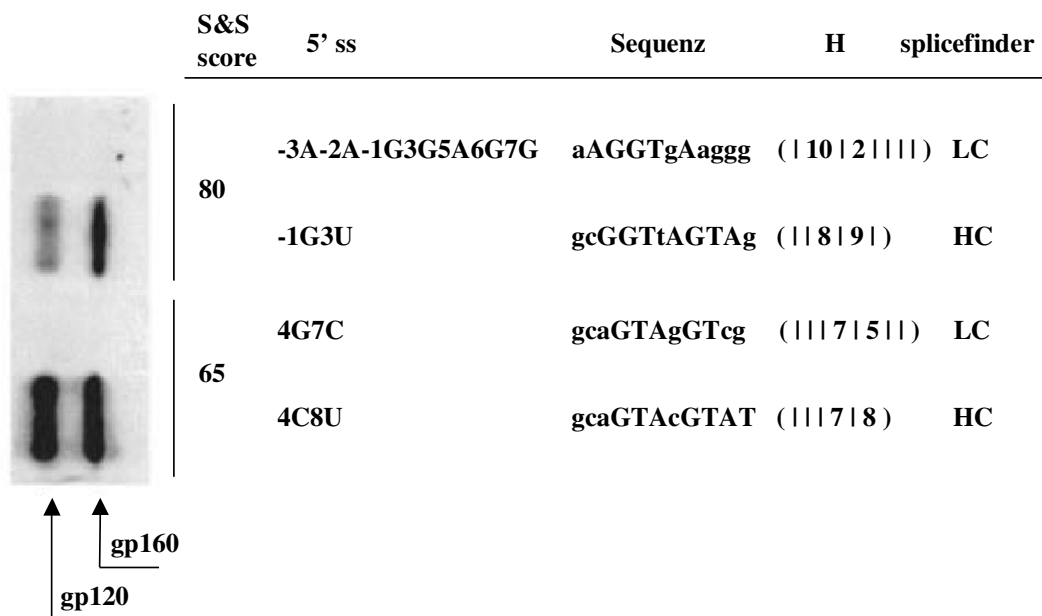 S&S score 5' ss Sequenz H splicefinder
80
-3A-2A-1G3G5A6G7G aAGGTgAaggg ( | 10 | 2 | | | | ) LC
-1G3U gcGGTtAGTAg ( | | 8 | 9 | ) HC
65
4G7C gcaGTAgGTcg ( | | | 7 | 5 | | ) LC
4C8U gcaGTAcGTAT ( | | | 7 | 8 ) HC
gp160
gp120